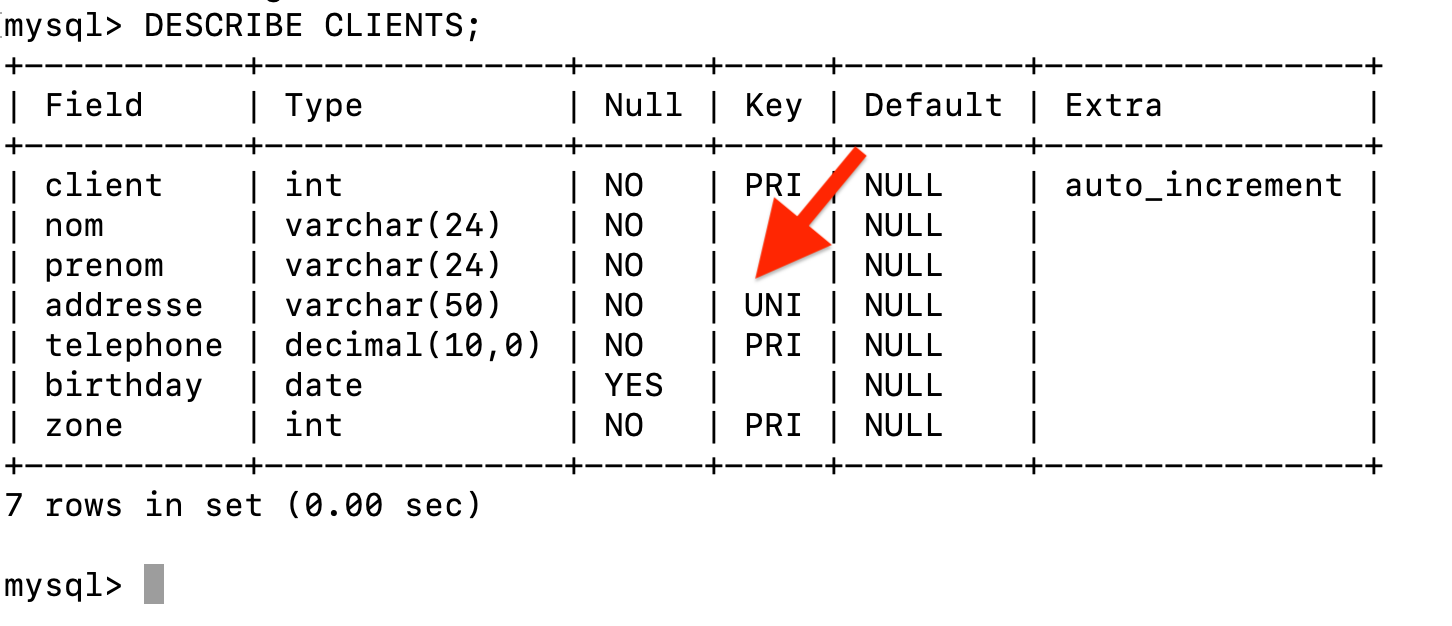 mysql> DESCRIBE CLIENTS;
+-----------+---------------+------+-----+---------+----------------+
| Field     | Type          | Null | Key | Default | Extra          |
+-----------+---------------+------+-----+---------+----------------+
| client    | int           | NO   | PRI | NULL    | auto_increment |
| nom       | varchar(24)   | NO   |     | NULL    |                |
| prenom    | varchar(24)   | NO   |     | NULL    |                |
| addresse  | varchar(50)   | NO   | UNI | NULL    |                |
| telephone | decimal(10,0) | NO   | PRI | NULL    |                |
| birthday  | date          | YES  |     | NULL    |                |
| zone      | int           | NO   | PRI | NULL    |                |
+-----------+---------------+------+-----+---------+----------------+
7 rows in set (0.00 sec)
mysql>